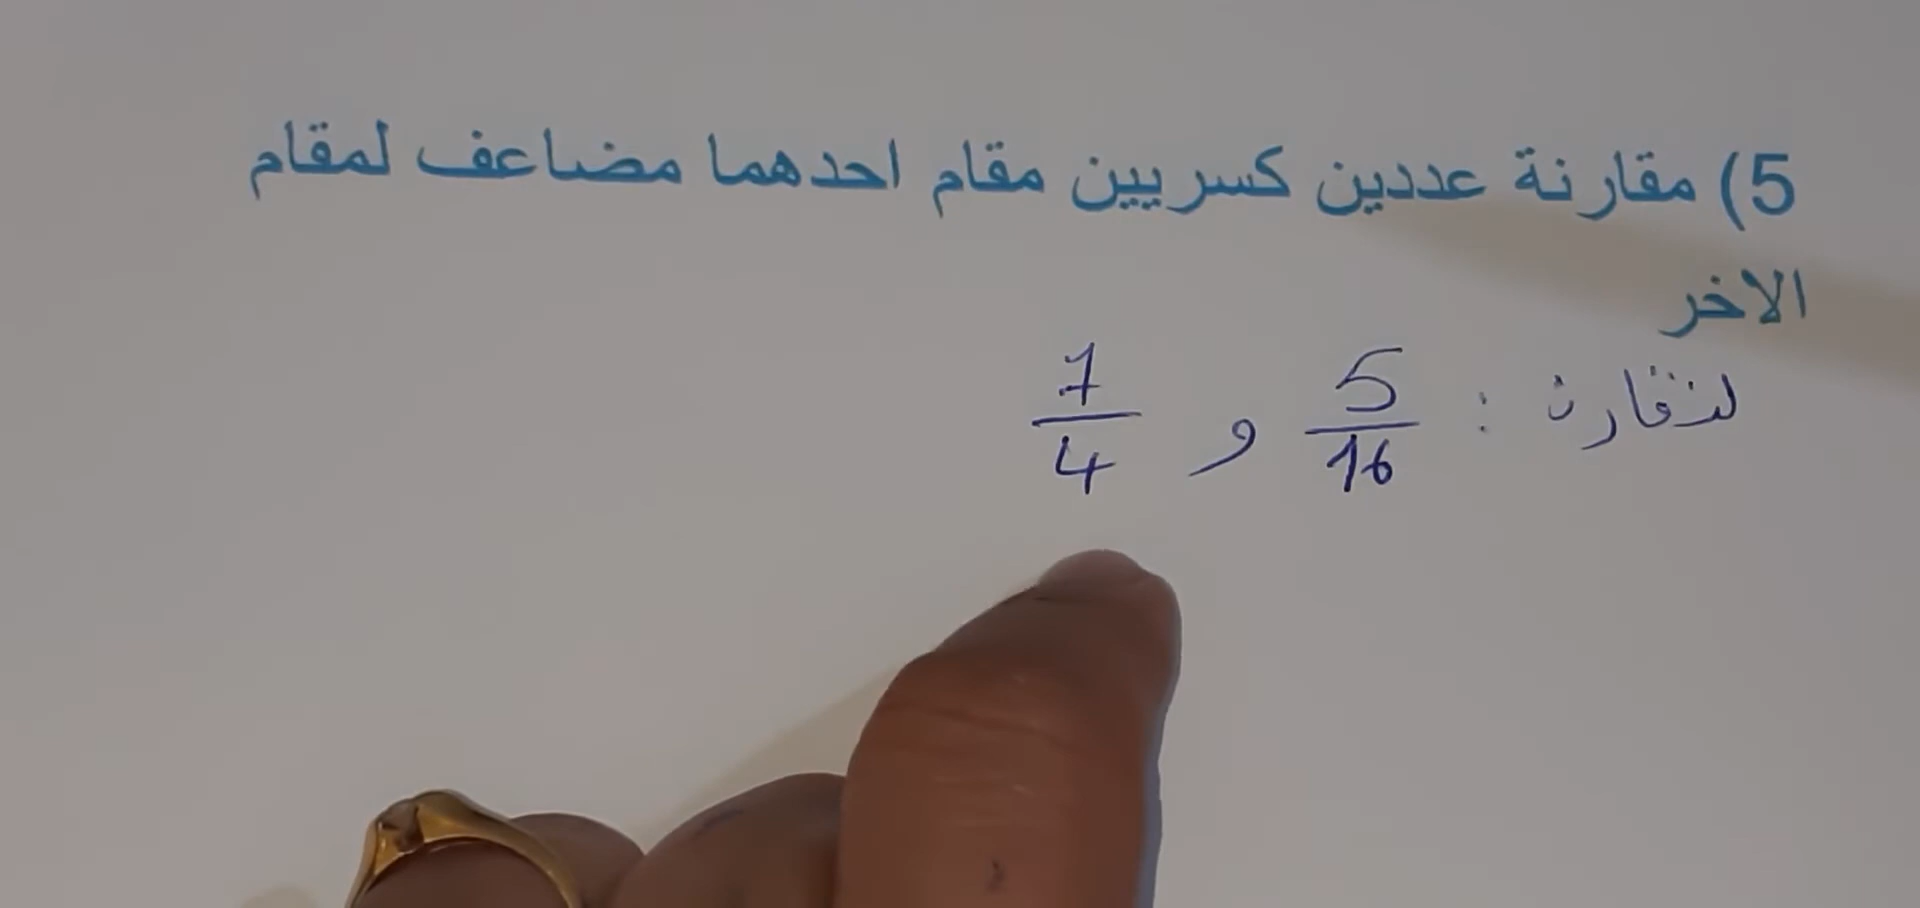 5) مقارنة عددين كسريين مقام احدهما مضاعف لمقام
الاخر
لنقارن : 5/16 و 7/4